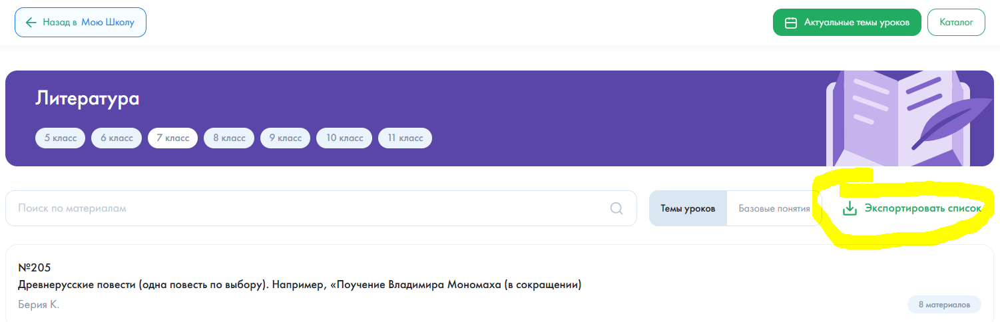 Назад в Мою Школу
Актуальные темы уроков
Каталог
Литература
5 класс 6 класс 7 класс 8 класс 9 класс 10 класс 11 класс
Поиск по материалам
Темы уроков
Базовые понятия
Экспортировать список
№205
Древнерусские повести (одна повесть по выбору). Например, «Поучение Владимира Мономаха (в сокращении)
Берия К.
8 материалов